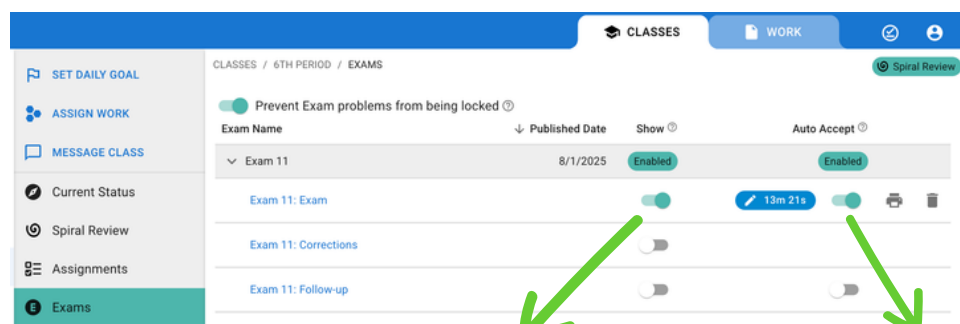 CLASSES
WORK
SET DAILY GOAL
ASSIGN WORK
MESSAGE CLASS
Current Status
Spiral Review
Assignments
E Exams
CLASSES / 6TH PERIOD / EXAMS
Spiral Review
Prevent Exam problems from being locked ?
Exam Name ↓ Published Date Show ? Auto Accept ?
Exam 11 8/1/2025 Enabled Enabled
Exam 11: Exam 13m 21s
Exam 11: Corrections
Exam 11: Follow-up